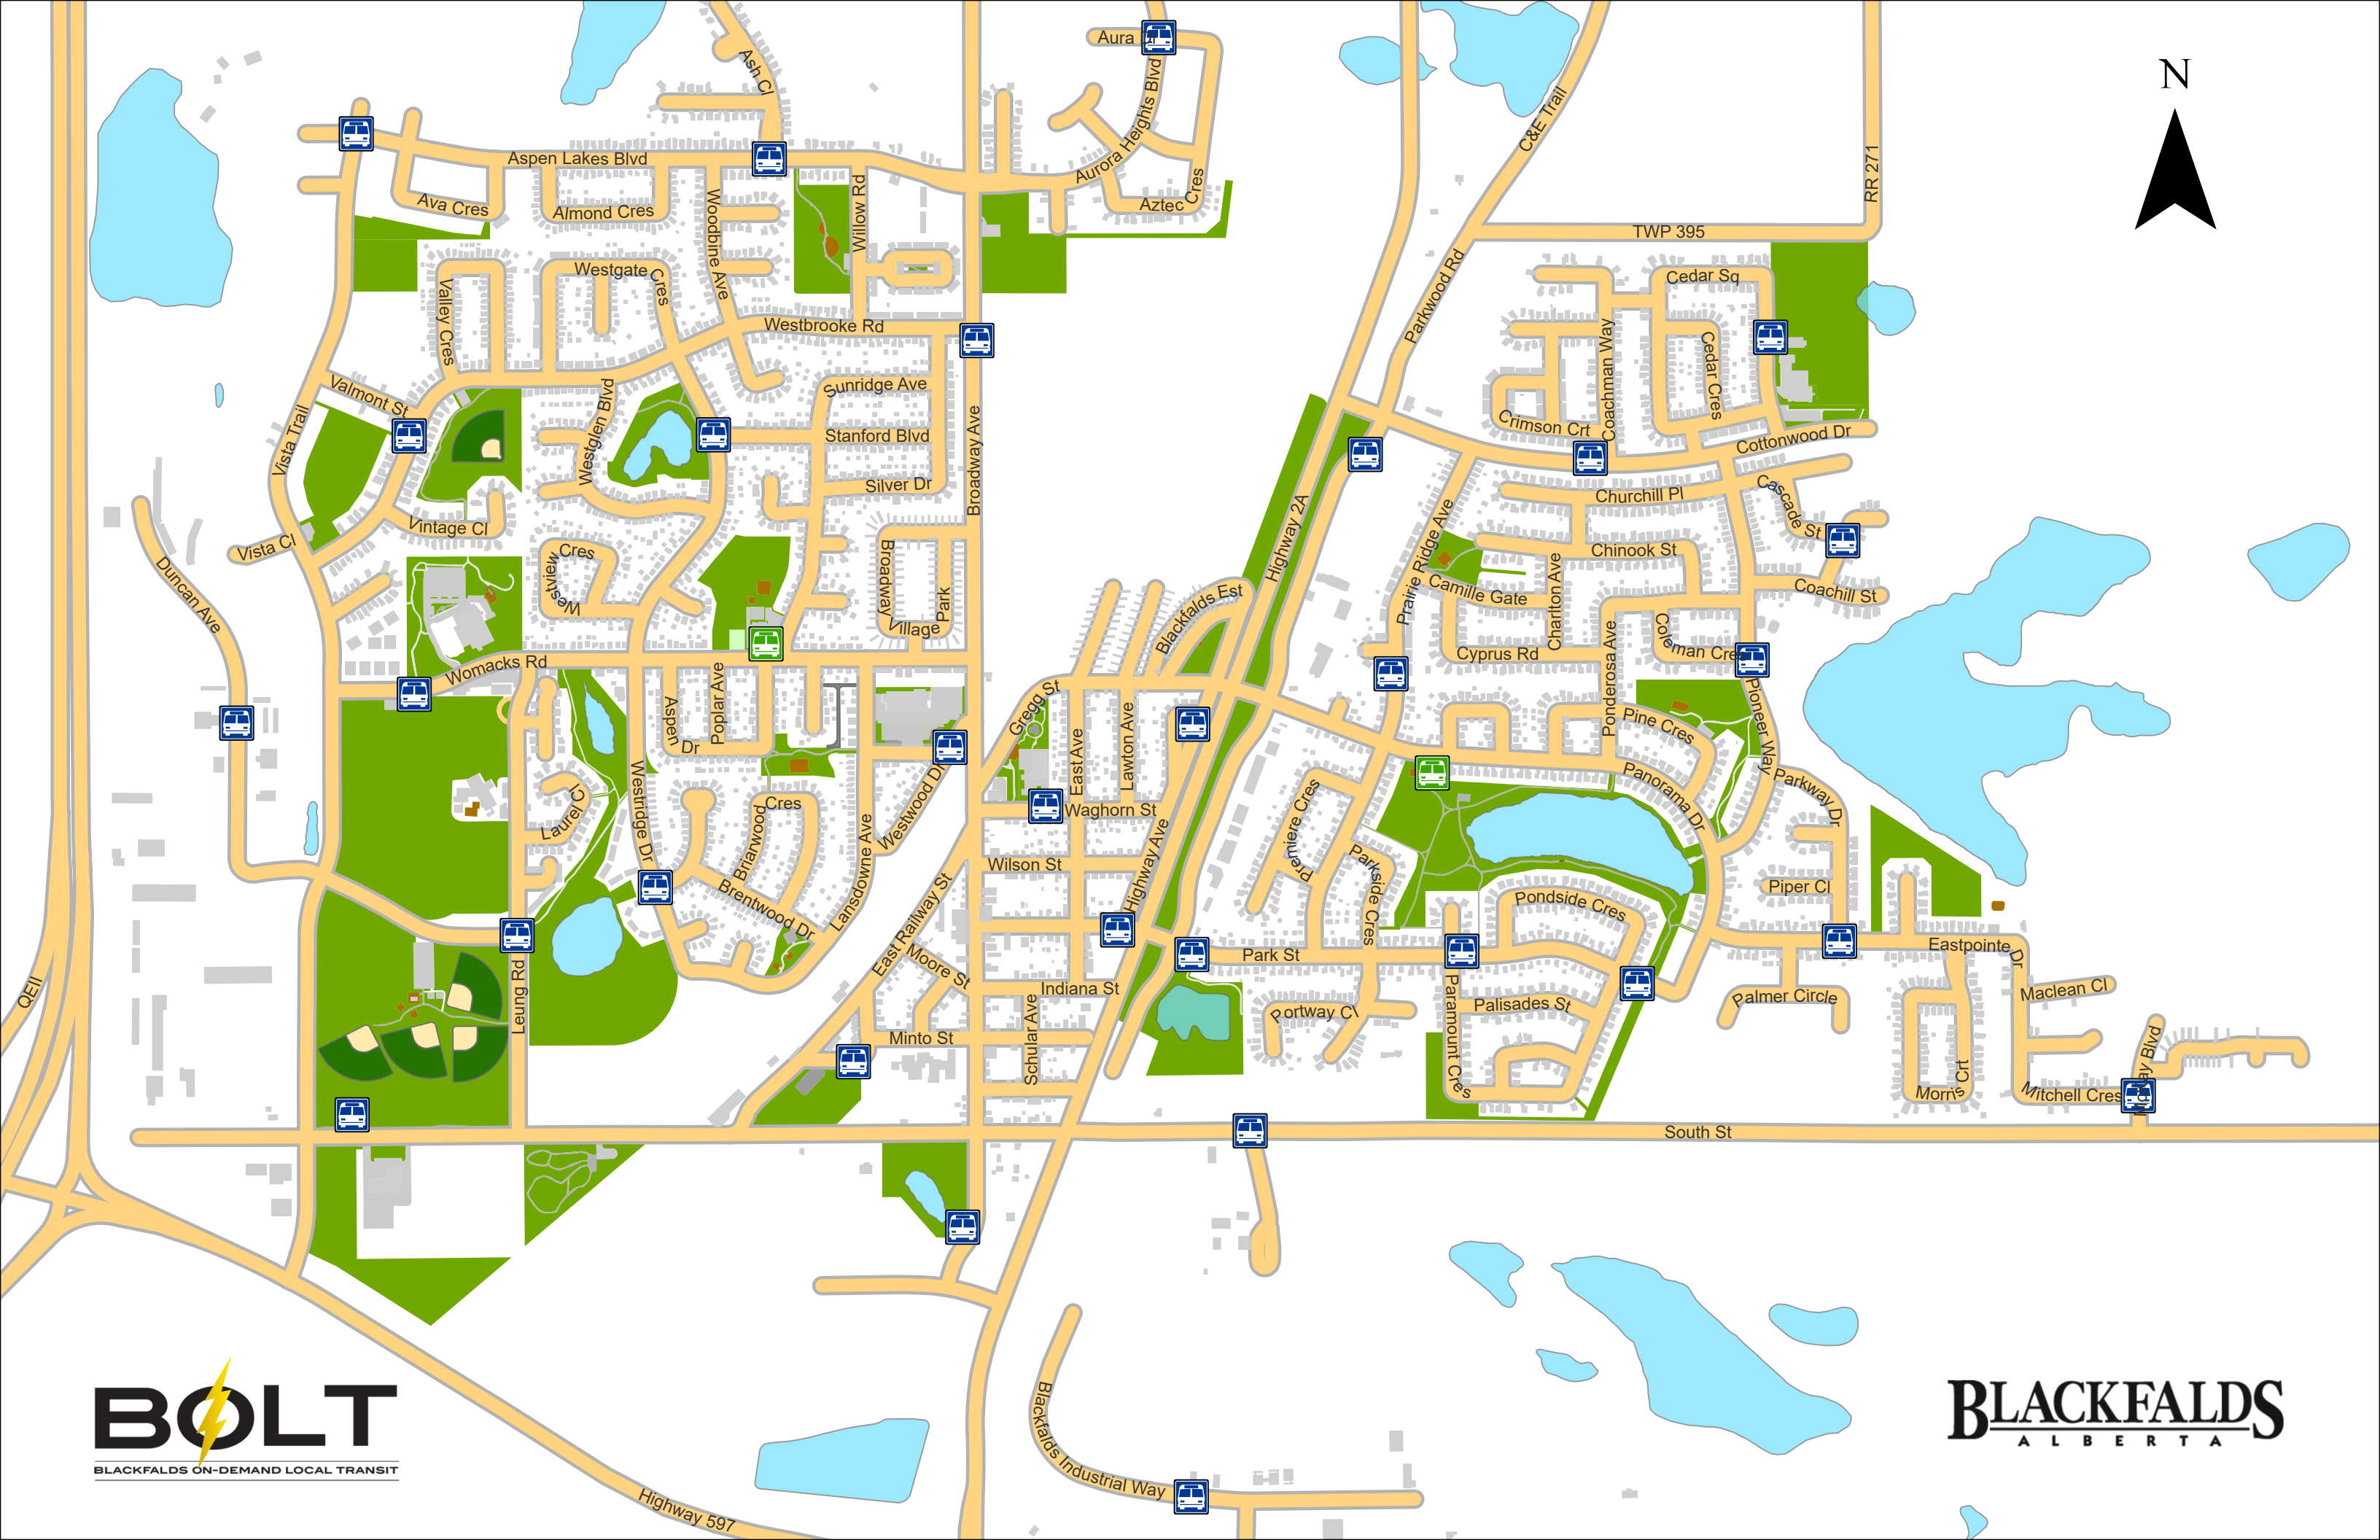 Aura Dr
Ash Cl
N
C&E Trail
RR 271
Aspen Lakes Blvd
Aurora Heights Blvd
Ava Cres
Almond Cres
Woodbine Ave
Willow Rd
Aztec Cres
TWP 395
Westgate Cres
Valley Cres
Westbrooke Rd
Parkwood Rd
Cedar Sq
Coachman Way
Cedar Cres
Valmont St
Sunridge Ave
Westglen Blvd
Stanford Blvd
Crimson Crt
Cottonwood Dr
Vista Trail
Broadway Ave
Silver Dr
Churchill Pl
Cascade St
Highway 2A
Vintage Cl
Vista Cl
Westview Cres
Chinook St
Prairie Ridge Ave
Duncan Ave
Broadway Village Park
Blackfalds Est
Camille Gate
Charlton Ave
Coachill St
Coleman Cres
Cyprus Rd
Ponderosa Ave
Womacks Rd
Aspen Dr
Poplar Ave
Gregg St
East Ave
Lawton Ave
Pine Cres
Pioneer Way
Panorama Dr
Parkway Dr
Westridge Dr
Laurel Cl
Briarwood Cres
Westwood Dr
Waghorn St
Premiere Cres
Parkside Cres
Wilson St
Highway Ave
Brentwood Dr
Lansdowne Ave
Piper Cl
Pondside Cres
East Railway St
Moore St
Park St
Eastpointe Dr
QEII
Leung Rd
Indiana St
Palisades St
Palmer Circle
Maclean Cl
Portway Cl
Minto St
Schular Ave
Paramount Cres
Morris Crt
Mitchell Cres
South St
Blackfalds Industrial Way
Highway 597
BOLT
BLACKFALDS ON-DEMAND LOCAL TRANSIT
BLACKFALDS
ALBERTA